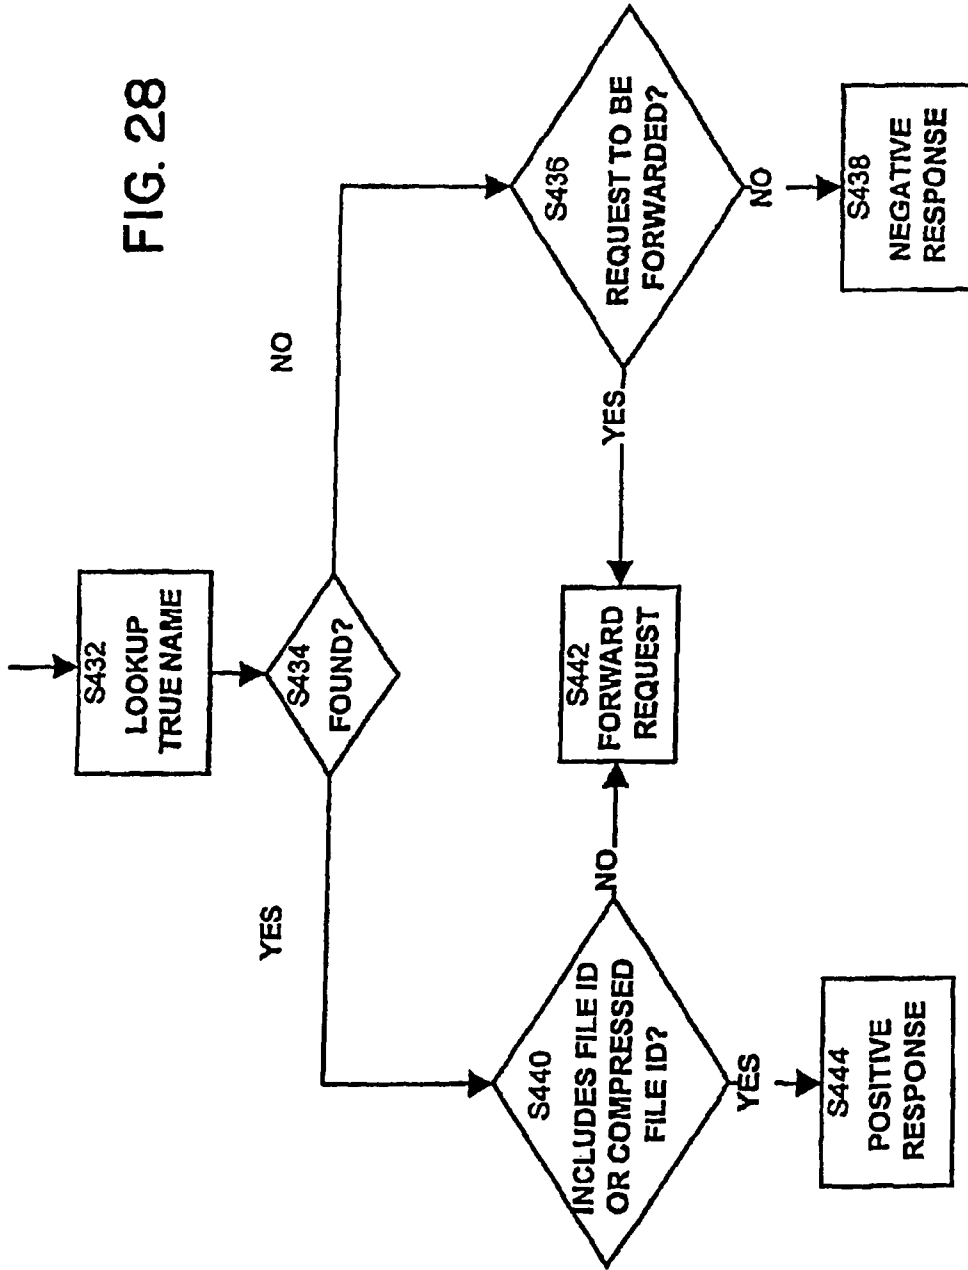 FIG. 28
S432
LOOKUP
TRUE NAME
S434
FOUND?
YES
NO
S440
INCLUDES FILE ID
OR COMPRESSED
FILE ID?
NO
YES
S442
FORWARD
REQUEST
S436
REQUEST TO BE
FORWARDED?
YES
NO
S444
POSITIVE
RESPONSE
S438
NEGATIVE
RESPONSE